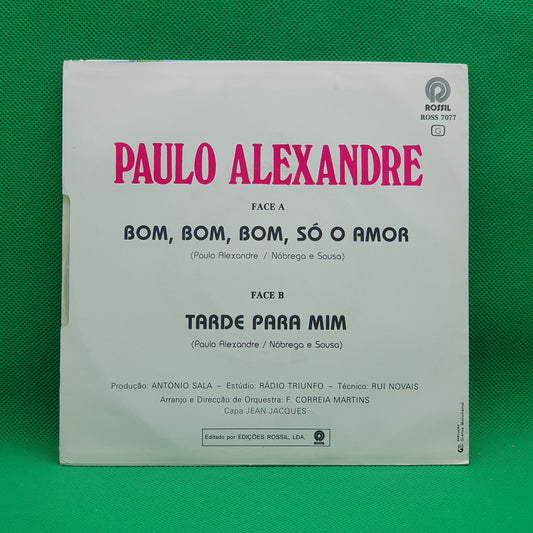 ROSSIL
ROSS 7077
G
PAULO ALEXANDRE
FACE A
BOM, BOM, BOM, SÓ O AMOR
(Paulo Alexandre / Nóbrega e Sousa)
FACE B
TARDE PARA MIM
(Paulo Alexandre / Nóbrega e Sousa)
Produção: ANTÓNIO SALA – Estúdio: RÁDIO TRIUNFO – Técnico: RUI NOVAIS
Arranjo e Direcção de Orquestra: F. CORREIA MARTINS
Capa JEAN JACQUES
Editado por EDIÇÕES ROSSIL, LDA.
ROSSIL